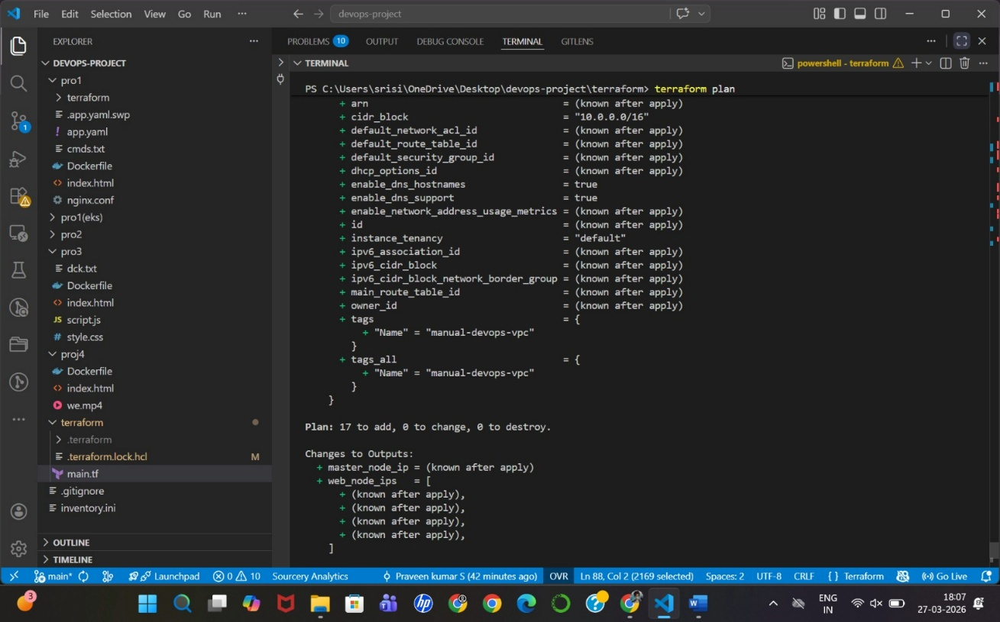 File Edit Selection View Go Run ···
devops-project
EXPLORER ···
DEVOPS-PROJECT
pro1
terraform
.app.yaml.swp
! app.yaml
cmds.txt
Dockerfile
<> index.html
nginx.conf
pro1(eks)
pro2
pro3
dck.txt
Dockerfile
<> index.html
JS script.js
# style.css
proj4
Dockerfile
<> index.html
we.mp4
terraform
.terraform
.terraform.lock.hcl M
main.tf
.gitignore
inventory.ini
OUTLINE
TIMELINE
1
PROBLEMS 10 OUTPUT DEBUG CONSOLE TERMINAL GITLENS ···
TERMINAL
powershell - terraform
PS C:\Users\srisi\OneDrive\Desktop\devops-project\terraform> terraform plan
+ arn = (known after apply)
+ cidr_block = "10.0.0.0/16"
+ default_network_acl_id = (known after apply)
+ default_route_table_id = (known after apply)
+ default_security_group_id = (known after apply)
+ dhcp_options_id = (known after apply)
+ enable_dns_hostnames = true
+ enable_dns_support = true
+ enable_network_address_usage_metrics = (known after apply)
+ id = (known after apply)
+ instance_tenancy = "default"
+ ipv6_association_id = (known after apply)
+ ipv6_cidr_block = (known after apply)
+ ipv6_cidr_block_network_border_group = (known after apply)
+ main_route_table_id = (known after apply)
+ owner_id = (known after apply)
+ tags = {
+ "Name" = "manual-devops-vpc"
}
+ tags_all = {
+ "Name" = "manual-devops-vpc"
}
}
Plan: 17 to add, 0 to change, 0 to destroy.
Changes to Outputs:
+ master_node_ip = (known after apply)
+ web_node_ips = [
+ (known after apply),
+ (known after apply),
+ (known after apply),
+ (known after apply),
]
main* Launchpad 0 10 Sourcery Analytics Praveen kumar S (42 minutes ago) OVR Ln 88, Col 2 (2169 selected) Spaces: 2 UTF-8 CRLF { } Terraform Go Live
3
ENG
IN
18:07
27-03-2026